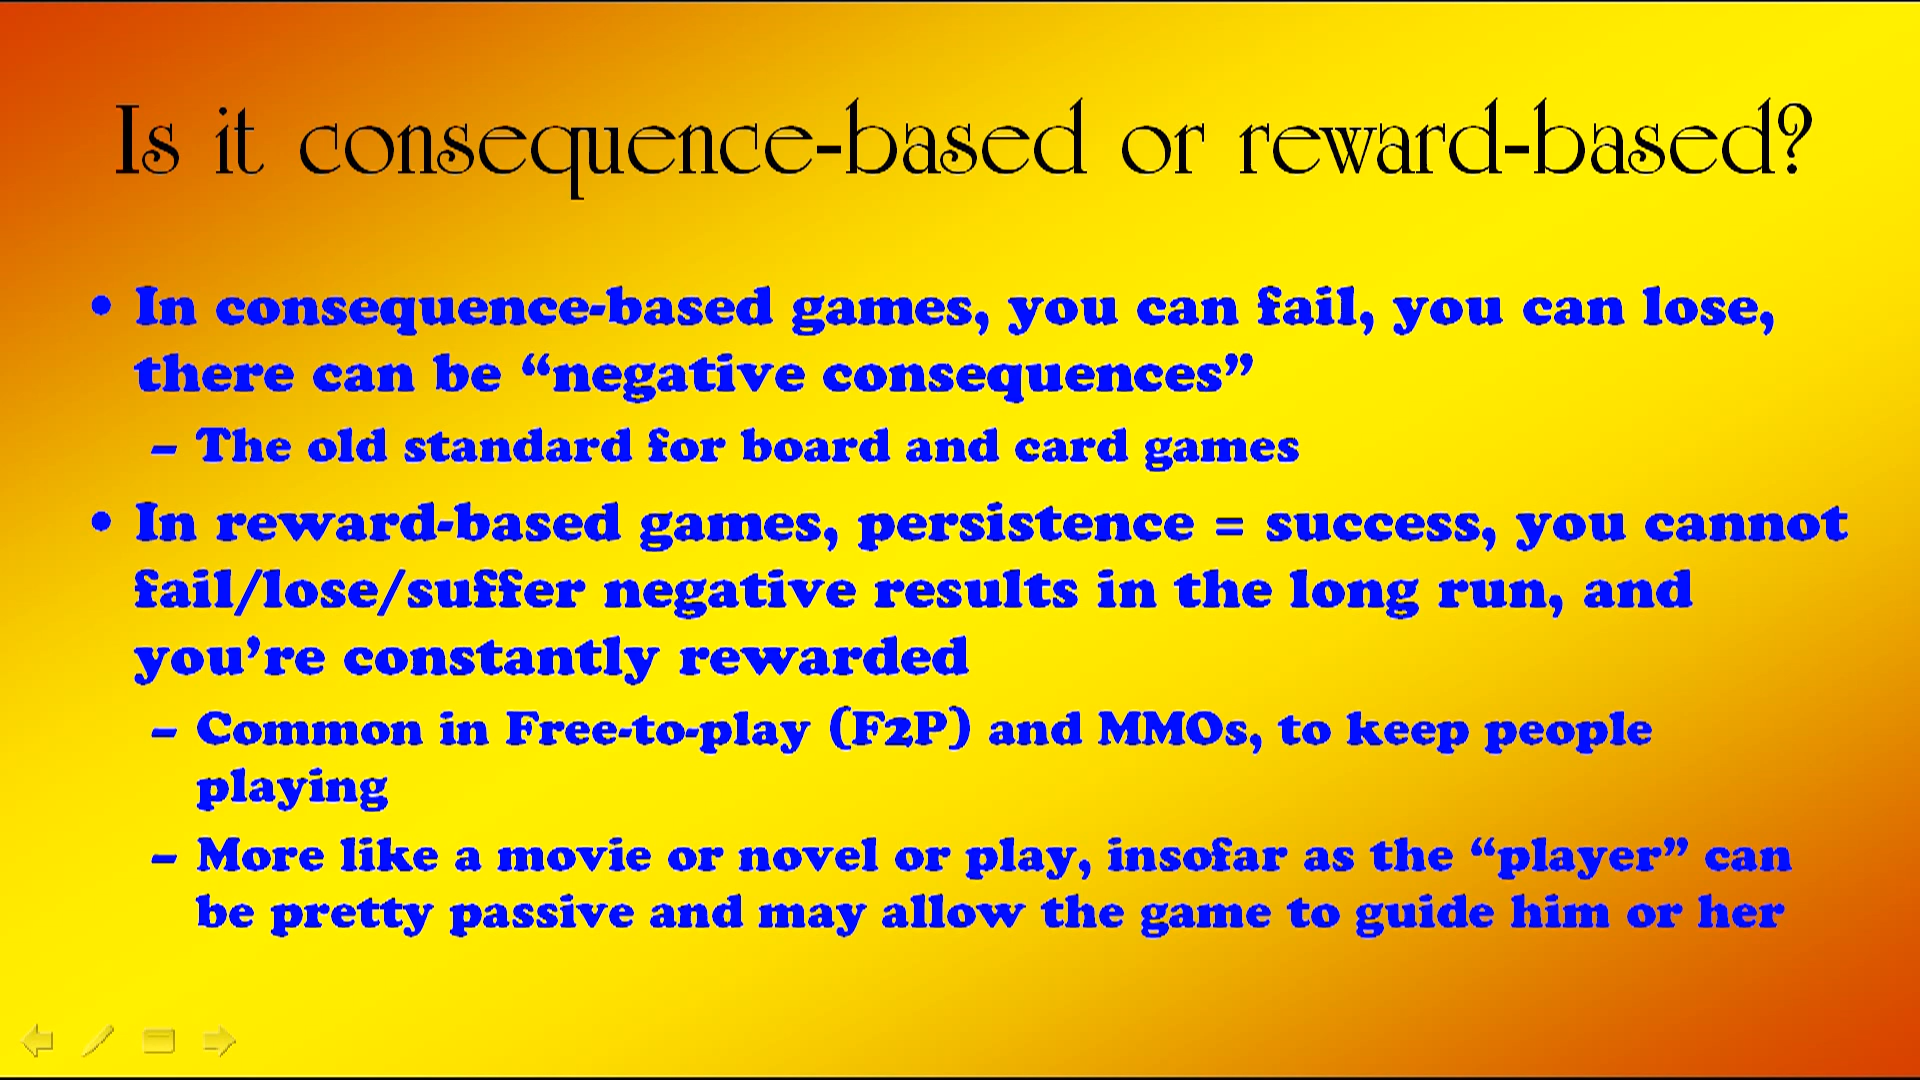 Is it consequence-based or reward-based?
• In consequence-based games, you can fail, you can lose,
there can be “negative consequences”
– The old standard for board and card games
• In reward-based games, persistence = success, you cannot
fail/lose/suffer negative results in the long run, and
you’re constantly rewarded
– Common in Free-to-play (F2P) and MMOs, to keep people
playing
– More like a movie or novel or play, insofar as the “player” can
be pretty passive and may allow the game to guide him or her